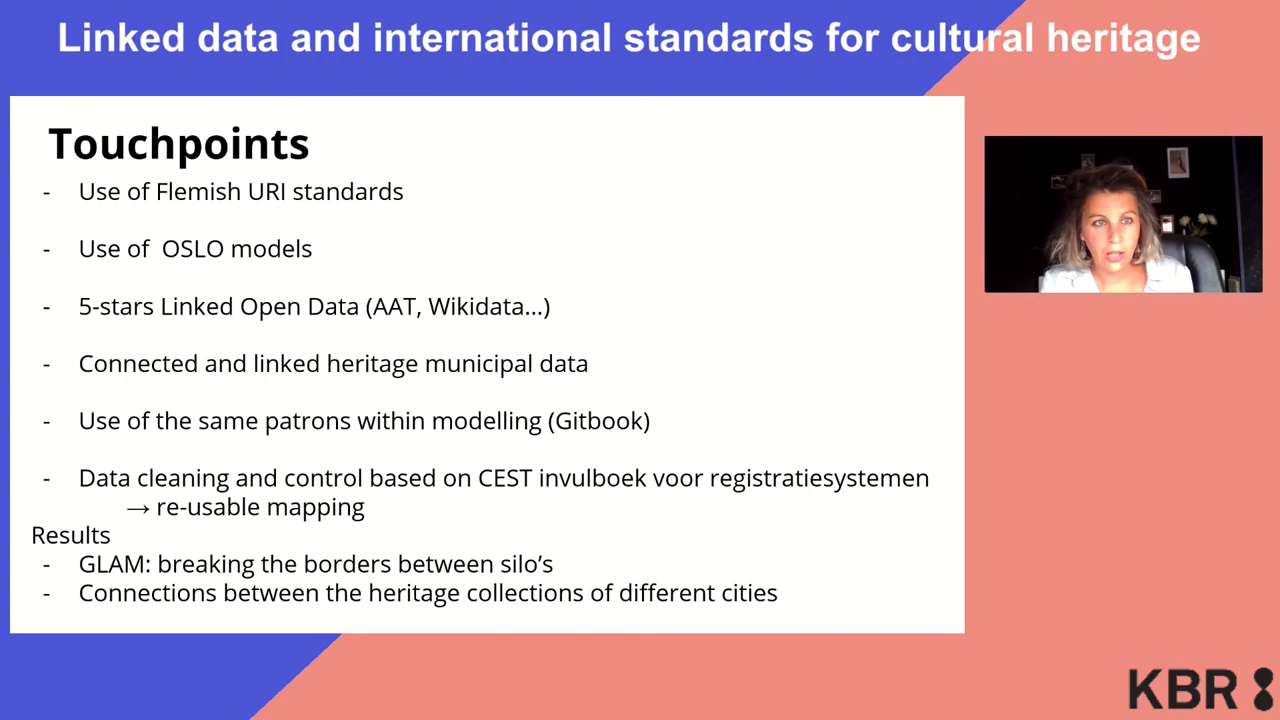 Linked data and international standards for cultural heritage
Touchpoints
- Use of Flemish URI standards
- Use of OSLO models
- 5-stars Linked Open Data (AAT, Wikidata...)
- Connected and linked heritage municipal data
- Use of the same patrons within modelling (Gitbook)
- Data cleaning and control based on CEST invulboek voor registratiesystemen
→ re-usable mapping
Results
- GLAM: breaking the borders between silo’s
- Connections between the heritage collections of different cities
KBR